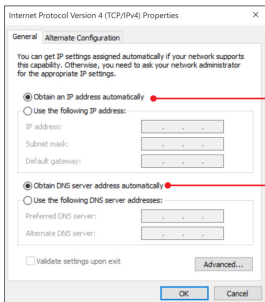 Internet Protocol Version 4 (TCP/IPv4) Properties
General Alternate Configuration
You can get IP settings assigned automatically if your network supports
this capability. Otherwise, you need to ask your network administrator
for the appropriate IP settings.
Obtain an IP address automatically
Use the following IP address:
IP address:
Subnet mask:
Default gateway:
Obtain DNS server address automatically
Use the following DNS server addresses:
Preferred DNS server:
Alternate DNS server:
Validate settings upon exit
Advanced...
OK Cancel